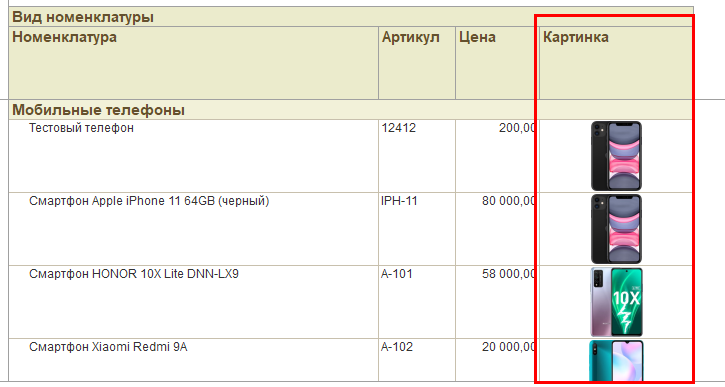 Вид номенклатуры
Номенклатура Артикул Цена Картинка
Мобильные телефоны
Тестовый телефон 12412 200,00
Смартфон Apple iPhone 11 64GB (черный) IPH-11 80 000,00
Смартфон HONOR 10X Lite DNN-LX9 A-101 58 000,00
10X
Смартфон Xiaomi Redmi 9A A-102 20 000,00